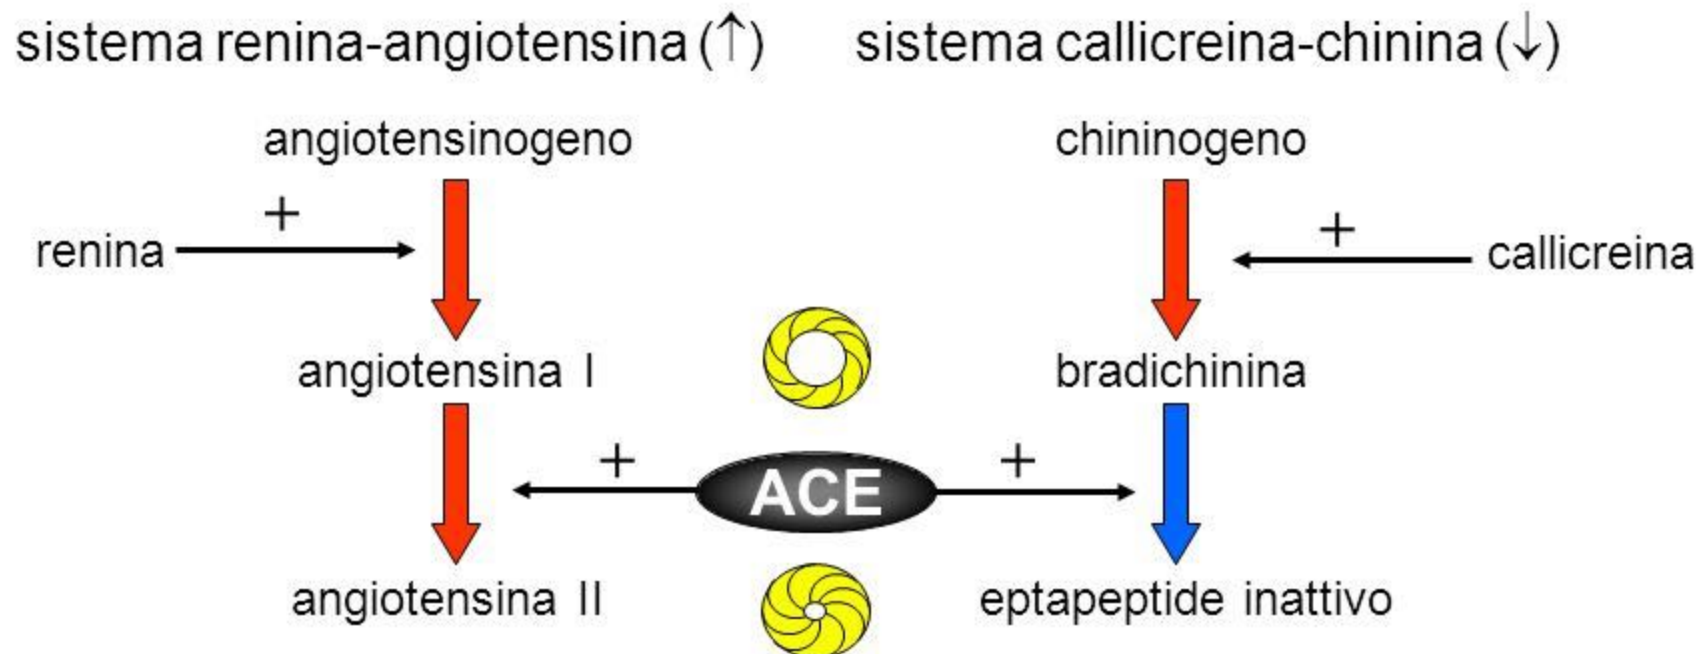 sistema renina-angiotensina (↑) sistema callicreina-chinina (↓)
angiotensinogeno chininogeno
+ +
renina callicreina
angiotensina I bradichinina
+ ACE +
angiotensina II eptapeptide inattivo